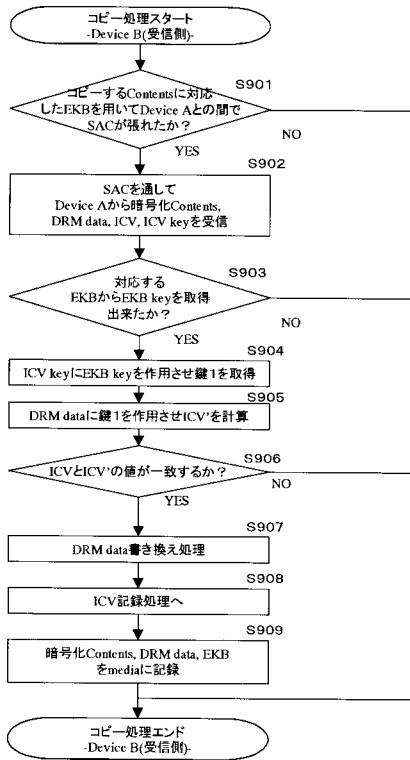 コピー処理スタート
-Device B(受信側)-
S901
コピーするContentsに対応
したEKBを用いてDevice Aとの間で
SACが張れたか？
NO
YES
S902
SACを通して
Device Aから暗号化Contents,
DRM data, ICV, ICV keyを受信
S903
対応する
EKBからEKB keyを取得
出来たか？
NO
YES
S904
ICV keyにEKB keyを作用させ鍵1を取得
S905
DRM dataに鍵1を作用させICV'を計算
S906
ICVとICV'の値が一致するか？
NO
YES
S907
DRM data書き換え処理
S908
ICV記録処理へ
S909
暗号化Contents, DRM data, EKB
をmediaに記録
コピー処理エンド
-Device B(受信側)-